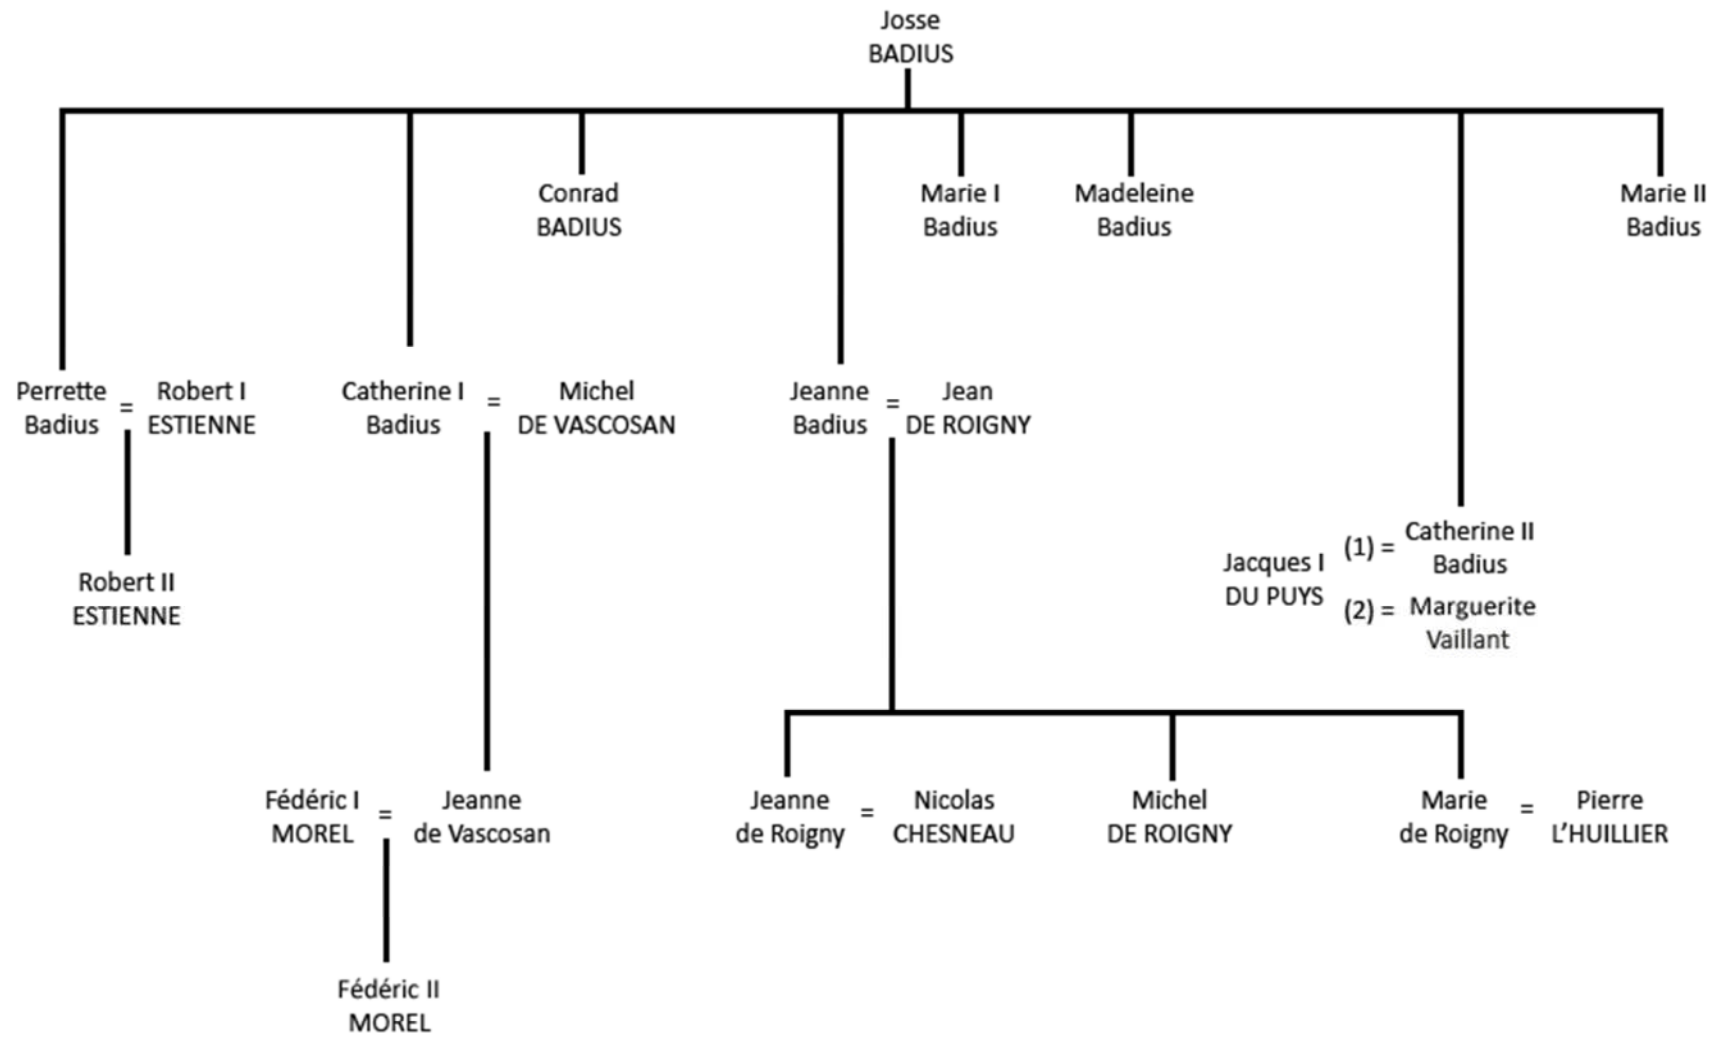 Josse
BADIUS
Conrad
BADIUS
Marie I
Badius
Madeleine
Badius
Marie II
Badius
Perrette
Badius
=
Robert I
ESTIENNE
Catherine I
Badius
=
Michel
DE VASCOSAN
Jeanne
Badius
=
Jean
DE ROIGNY
Robert II
ESTIENNE
Jacques I
DU PUYS
(1) =
Catherine II
Badius
(2) =
Marguerite
Vaillant
Fédéric I
MOREL
=
Jeanne
de Vascosan
Jeanne
de Roigny
=
Nicolas
CHESNEAU
Michel
DE ROIGNY
Marie
de Roigny
=
Pierre
L'HUILLIER
Fédéric II
MOREL